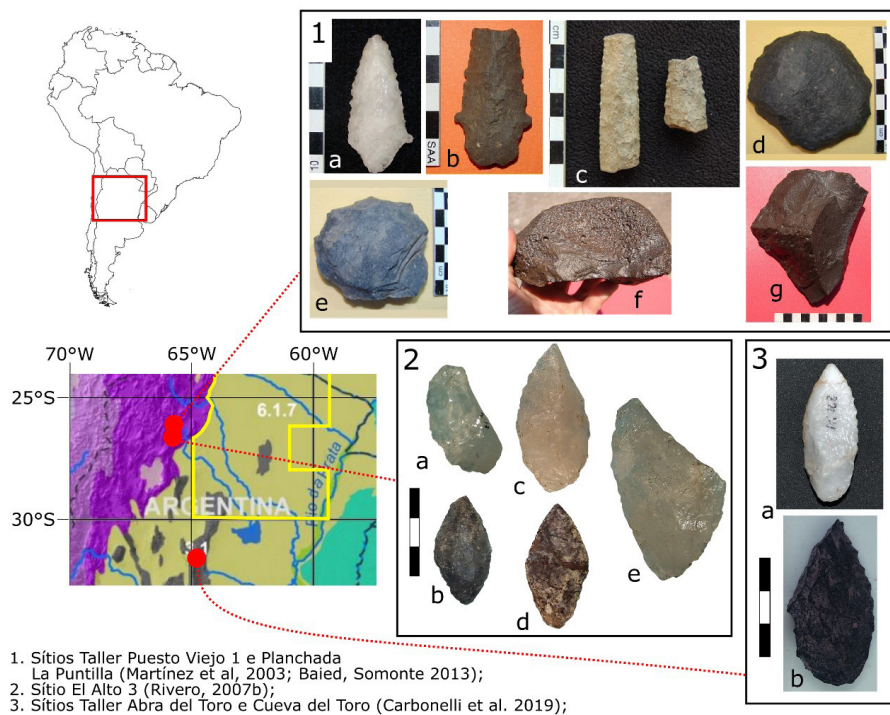 1
a
b
c
d
10
SAA
cm
cm
cm
e
f
g
70°W 65°W 60°W
25°S
30°S
6.1.7
ARGENTINA
2
a
b
c
d
e
3
a
b
1. Sítios Taller Puesto Viejo 1 e Planchada
La Puntilla (Martínez et al, 2003; Baied, Somonte 2013);
2. Sítio El Alto 3 (Rivero, 2007b);
3. Sítios Taller Abra del Toro e Cueva del Toro (Carbonelli et al. 2019);